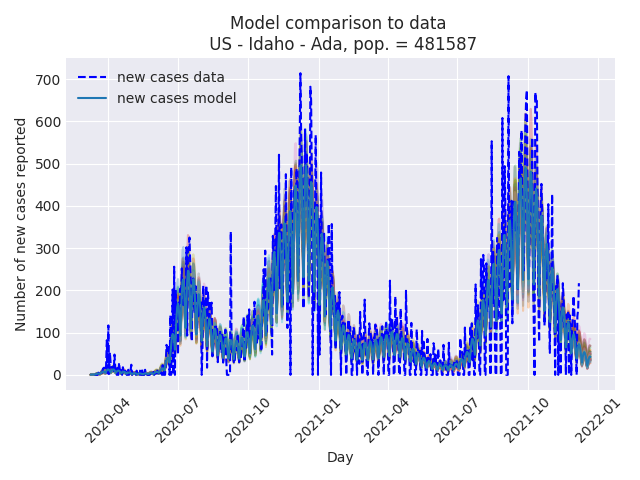 Model comparison to data
US - Idaho - Ada, pop. = 481587
new cases data
new cases model
Number of new cases reported
700
600
500
400
300
200
100
0
2020-04
2020-07
2020-10
2021-01
2021-04
2021-07
2021-10
2022-01
Day